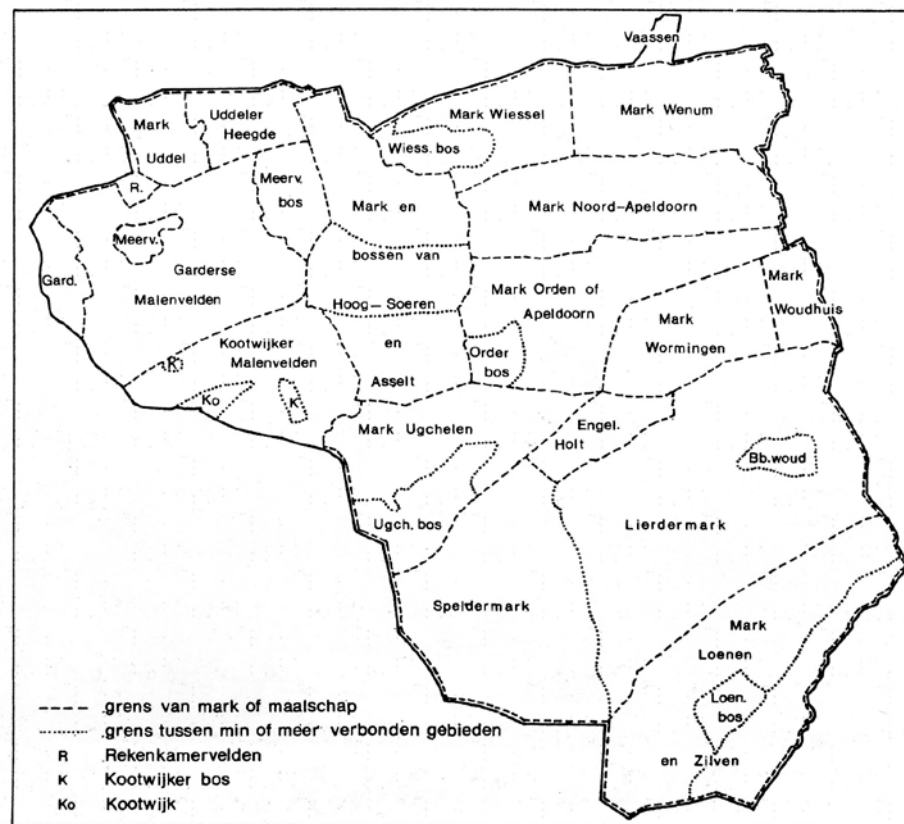 Vaassen
Mark Wiessel
Mark Wenum
Mark
Uddel
Uddeler
Heegde
Wiess. bos
R.
Meerv.
bos
Mark en
bossen van
Hoog-Soeren
en
Asselt
Mark Noord-Apeldoorn
Meerv.
Gard.
Garderse
Malenvelden
Mark Orden of
Apeldoorn
Mark
Woudhuis
Mark
Wormingen
Kootwijker
Malenvelden
Order
bos
K
Ko
K
Mark Ugchelen
Engel.
Holt
Bb.woud
Ugch. bos
Lierdermark
Speldermark
Mark
Loenen
Loen.
bos
en Zilven
grens van mark of maalschap
grens tussen min of meer verbonden gebieden
R Rekenkamervelden
K Kootwijker bos
Ko Kootwijk